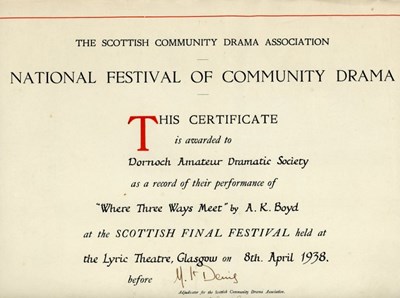 THE SCOTTISH COMMUNITY DRAMA ASSOCIATION
NATIONAL FESTIVAL OF COMMUNITY DRAMA
THIS CERTIFICATE
is awarded to
Dornoch Amateur Dramatic Society
as a record of their performance of
"Where Three Ways Meet" by A. K. Boyd
at the SCOTTISH FINAL FESTIVAL held at
the Lyric Theatre, Glasgow on 8th. April 1938.
before M. St Denis
Adjudicator for the Scottish Community Drama Association.